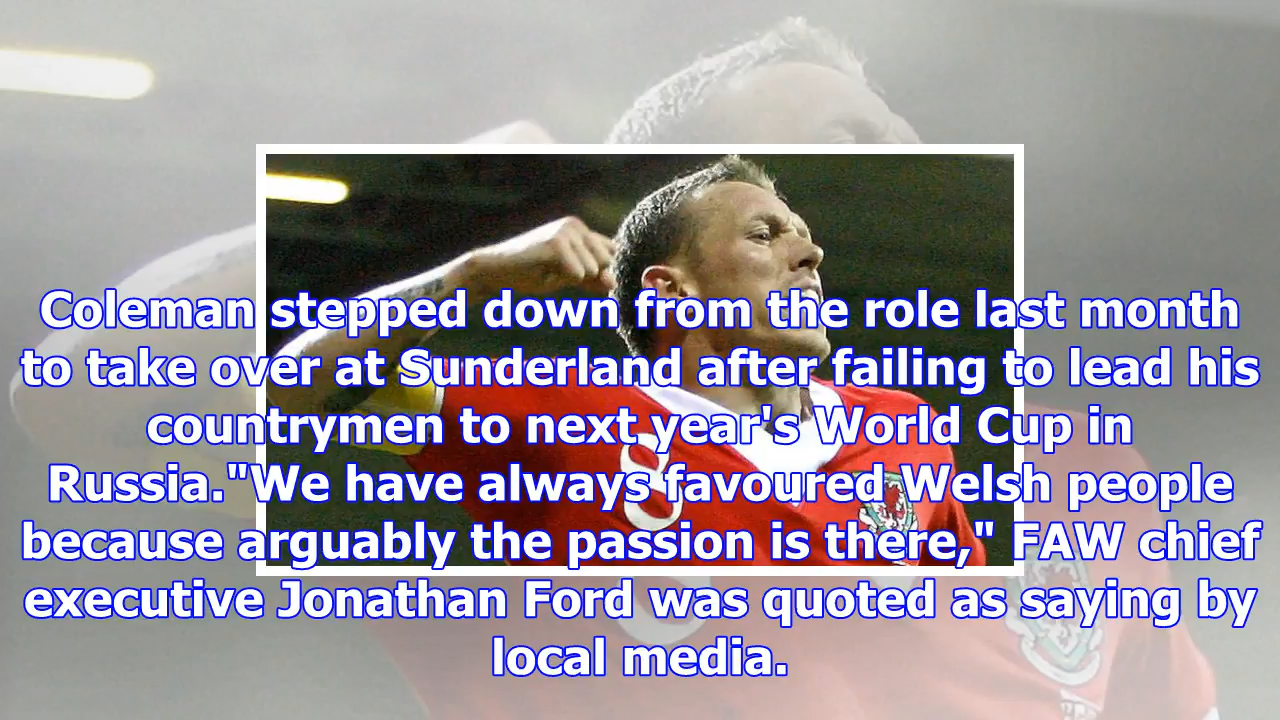 Coleman stepped down from the role last month
to take over at Sunderland after failing to lead his
countrymen to next year's World Cup in
Russia."We have always favoured Welsh people
because arguably the passion is there," FAW chief
executive Jonathan Ford was quoted as saying by
local media.
8